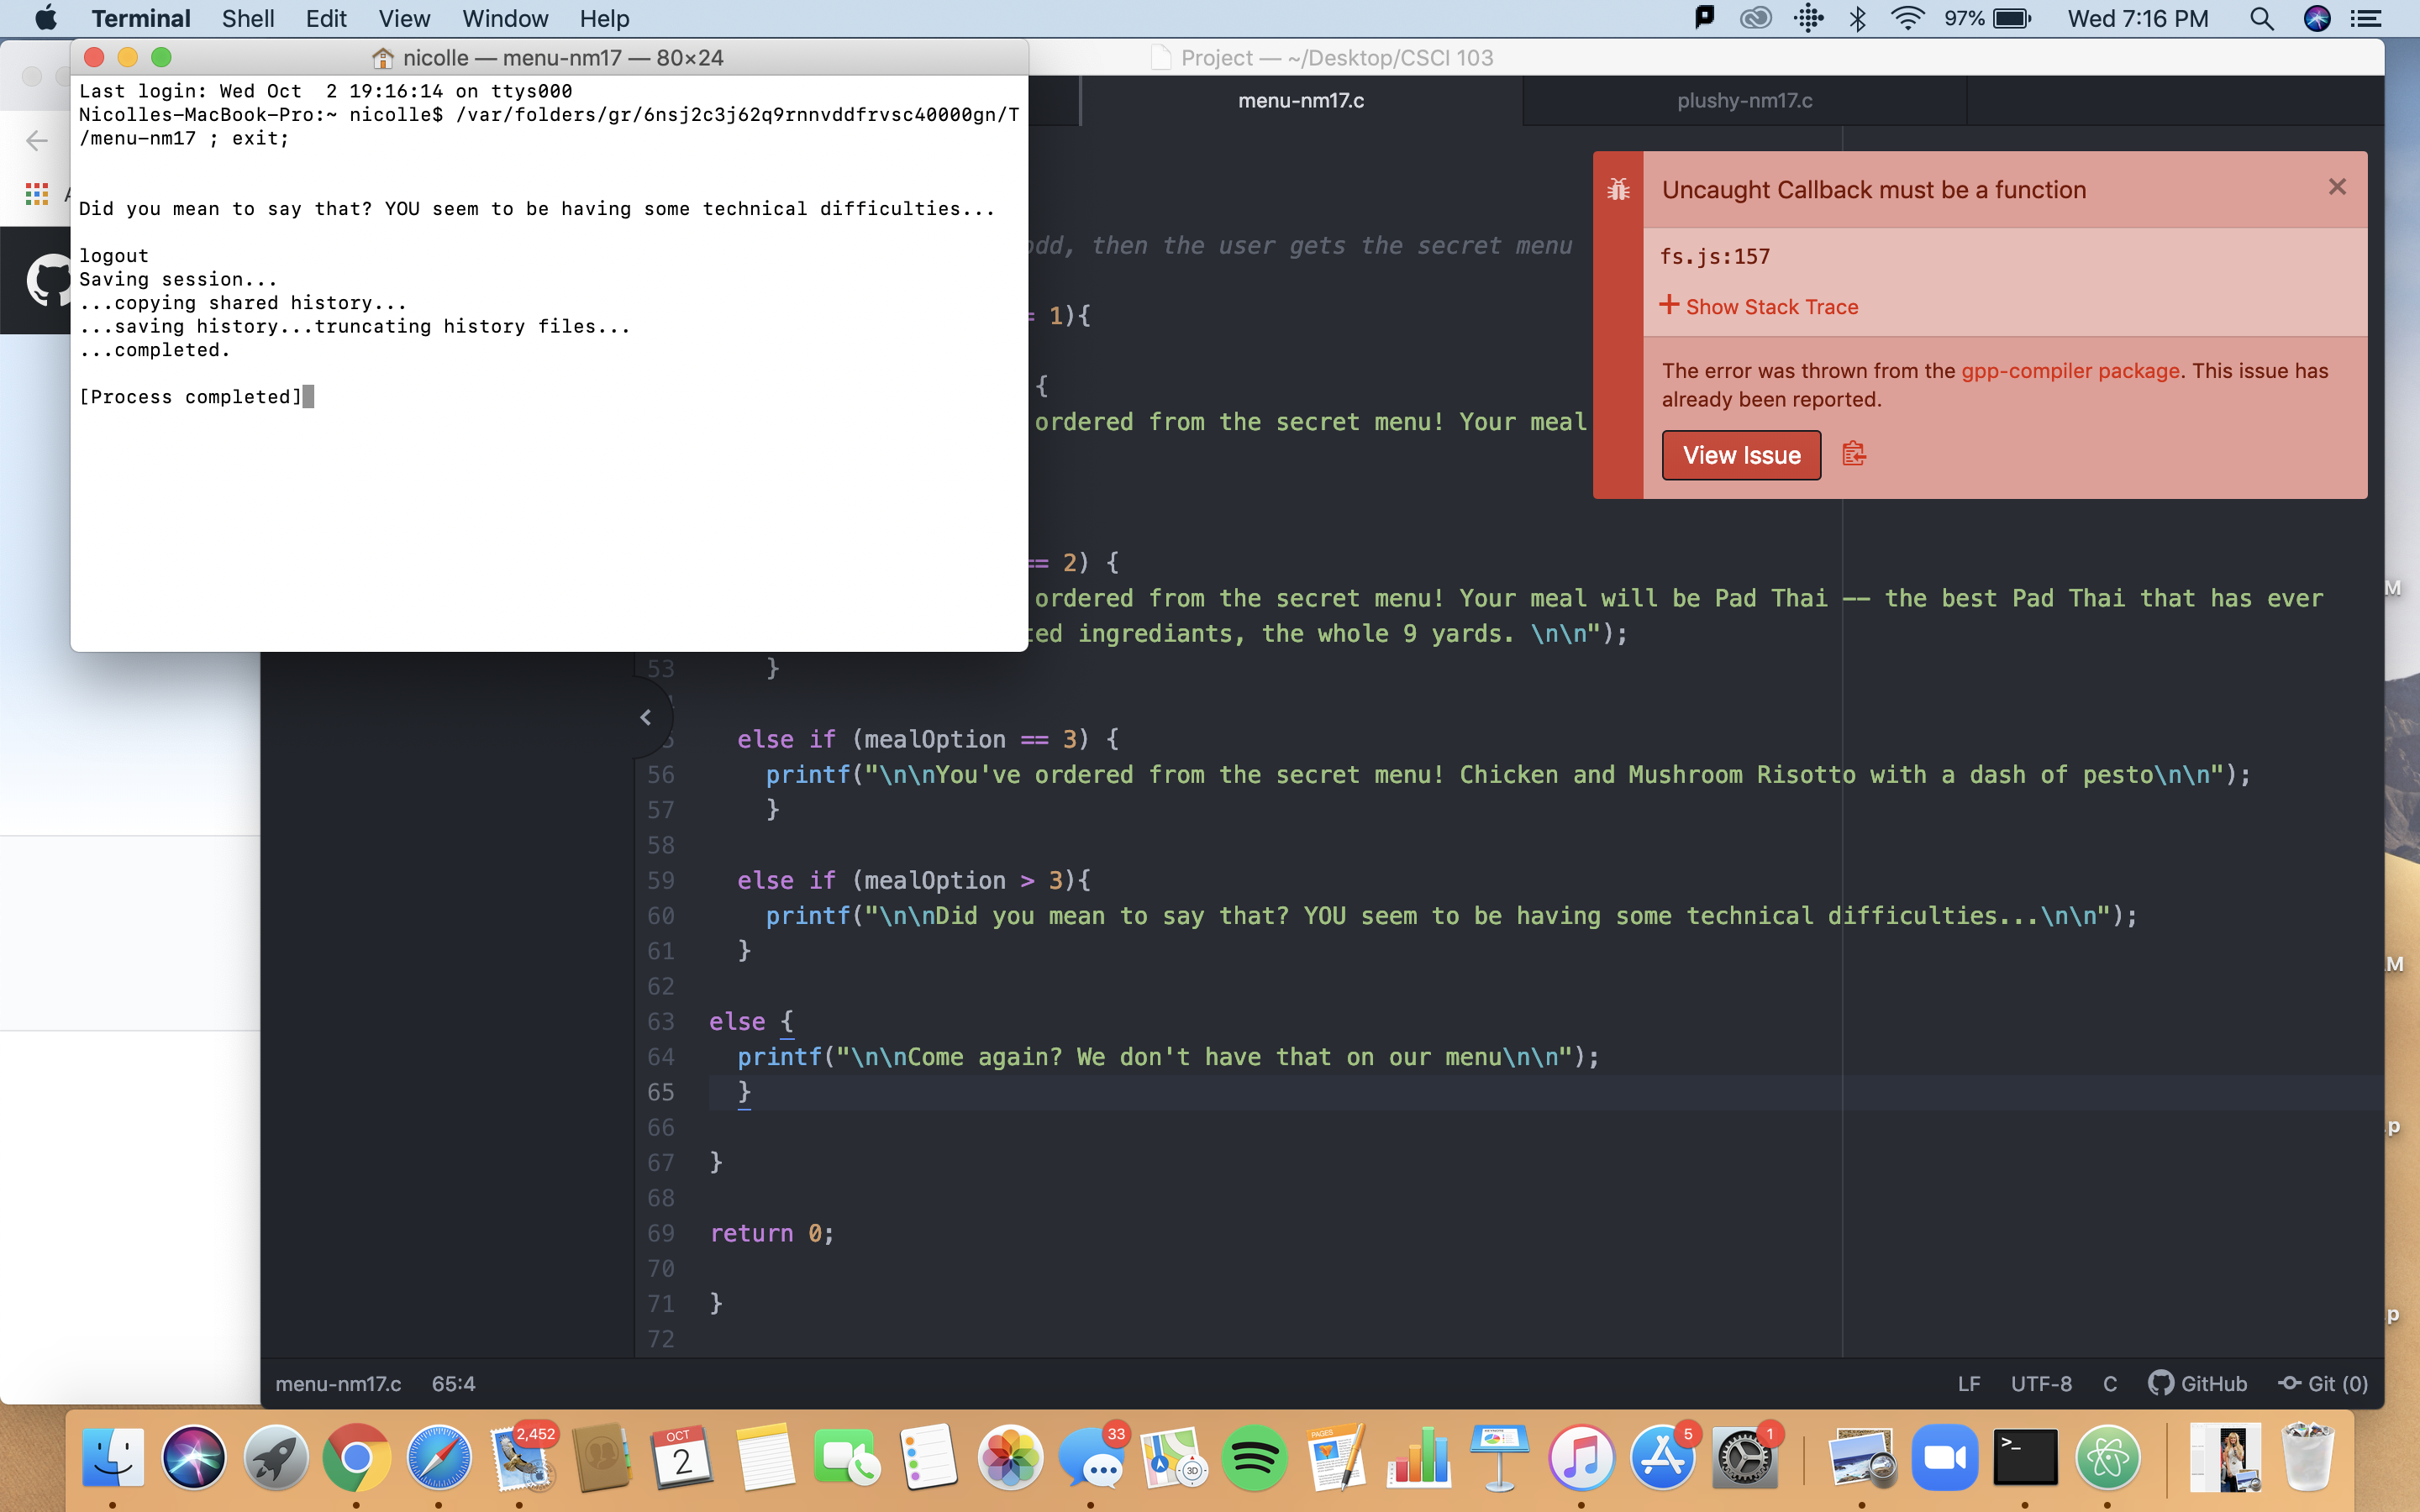 Terminal Shell Edit View Window Help
97% Wed 7:16 PM
nicolle — menu-nm17 — 80×24
Project — ~/Desktop/CSCI 103
Last login: Wed Oct  2 19:16:14 on ttys000
Nicolles-MacBook-Pro:~ nicolle$ /var/folders/gr/6nsj2c3j62q9rnnvddfrvsc40000gn/T
/menu-nm17 ; exit;
Did you mean to say that? YOU seem to be having some technical difficulties...
logout
Saving session...
...copying shared history...
...saving history...truncating history files...
...completed.
[Process completed]
menu-nm17.c
plushy-nm17.c
Uncaught Callback must be a function
fs.js:157
Show Stack Trace
The error was thrown from the gpp-compiler package. This issue has
already been reported.
View Issue
odd, then the user gets the secret menu
= 1){
{
ordered from the secret menu! Your meal
== 2) {
ordered from the secret menu! Your meal will be Pad Thai -- the best Pad Thai that has ever
ted ingrediants, the whole 9 yards. \n\n");
53 }
else if (mealOption == 3) {
56 printf("\n\nYou've ordered from the secret menu! Chicken and Mushroom Risotto with a dash of pesto\n\n");
57 }
58
59 else if (mealOption > 3){
60 printf("\n\nDid you mean to say that? YOU seem to be having some technical difficulties...\n\n");
61 }
62
63 else {
64 printf("\n\nCome again? We don't have that on our menu\n\n");
65 }
66
67 }
68
69 return 0;
70
71 }
72
menu-nm17.c 65:4
LF UTF-8 C GitHub Git (0)
M
M
p
p
2,452
OCT
2
33
3D
PAGES
5
1
>_